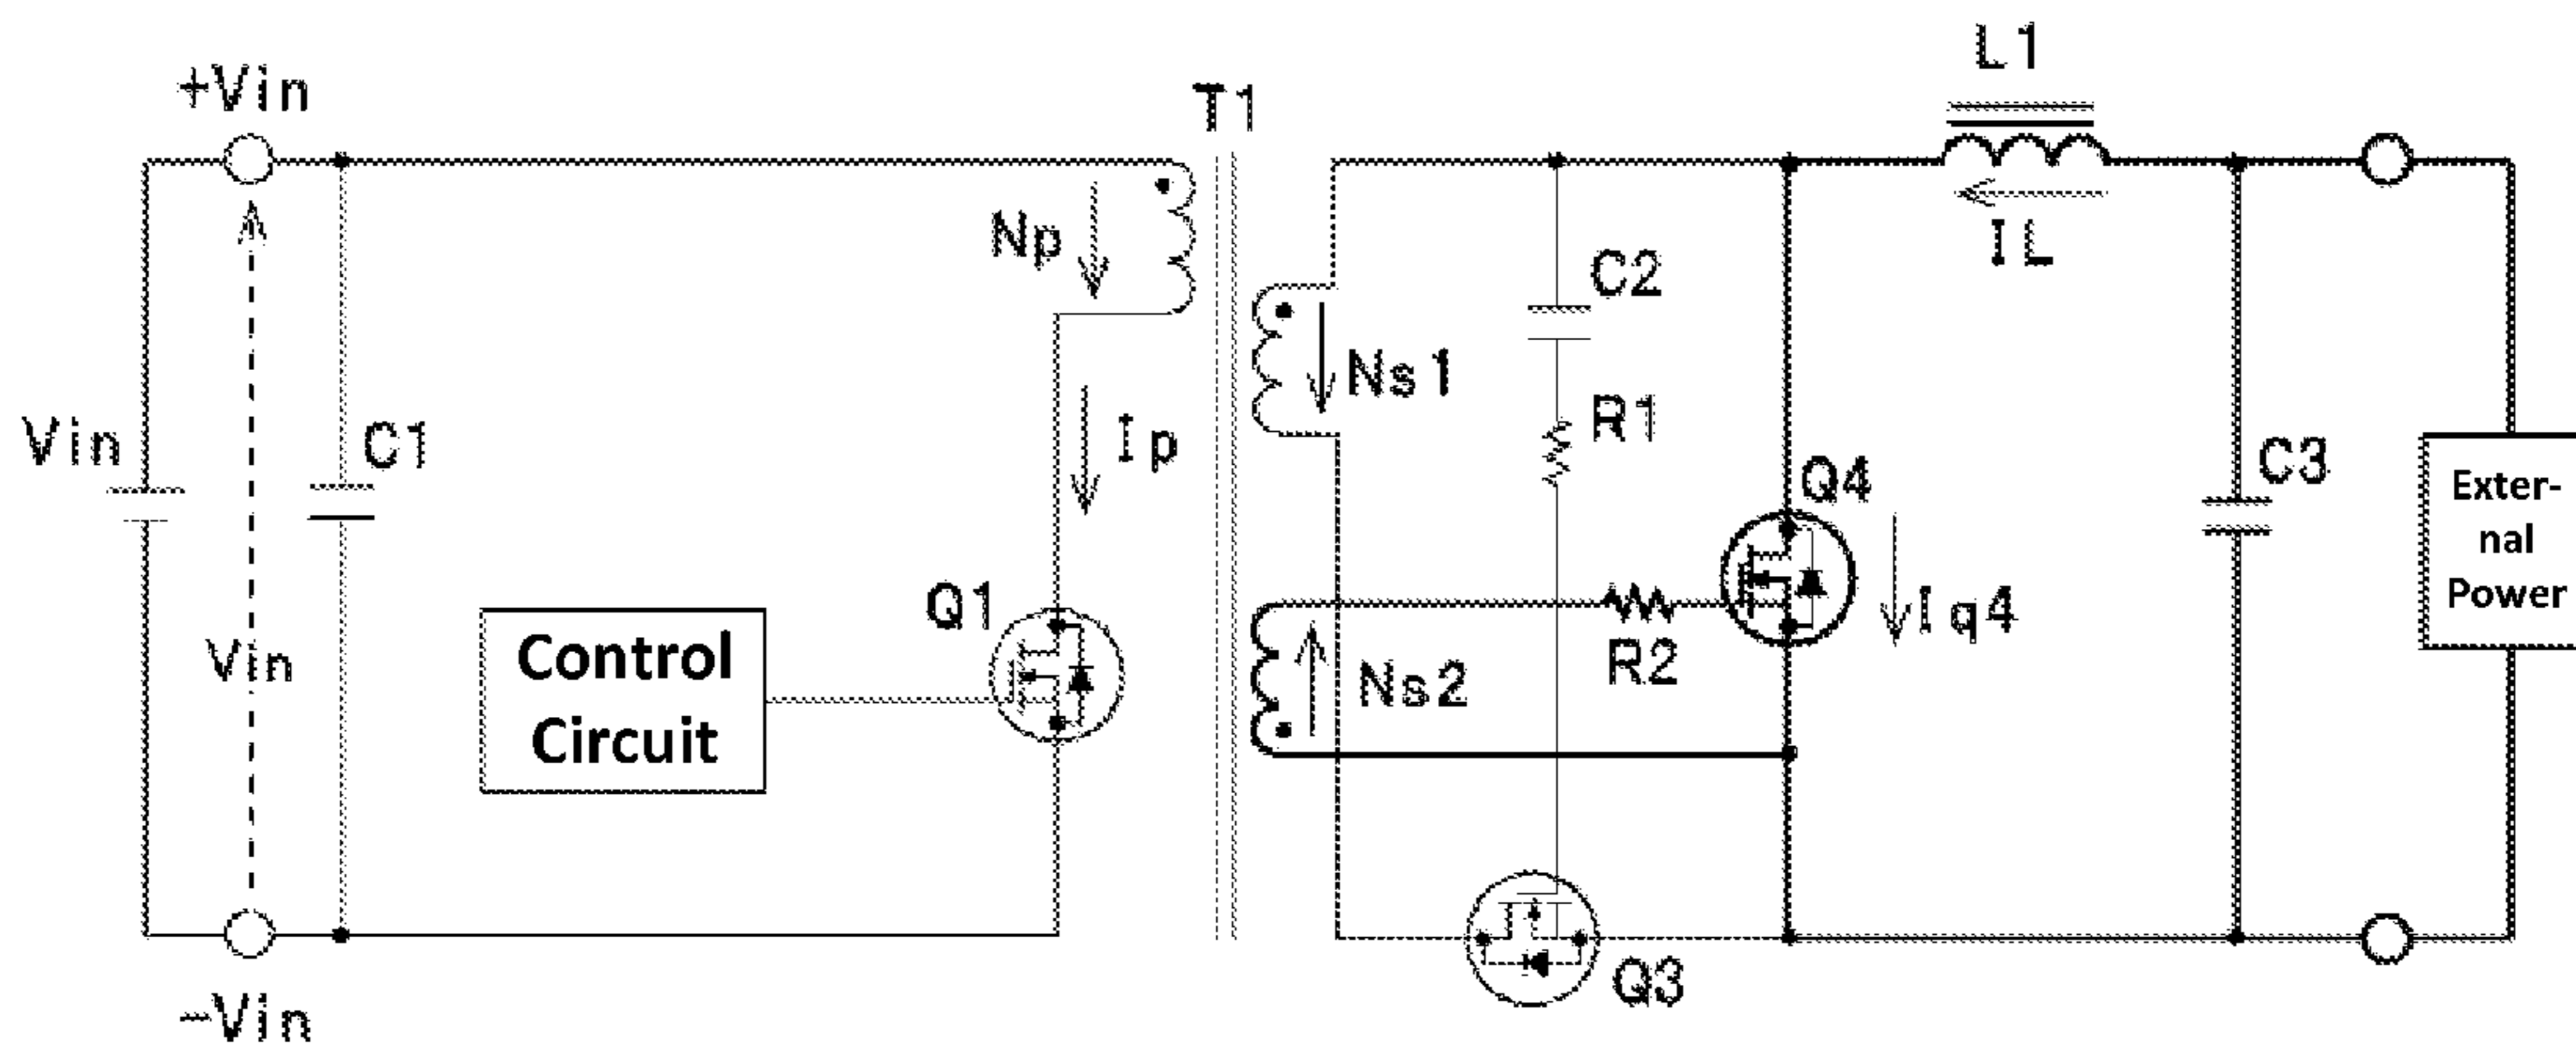 L1
+Vin
T1
Np
IL
C2
Ns1
R1
Vin
C1
Ip
Q4
C3
Exter-
nal
Power
Q1
Iq4
Control
Circuit
Vin
R2
Ns2
Q3
-Vin